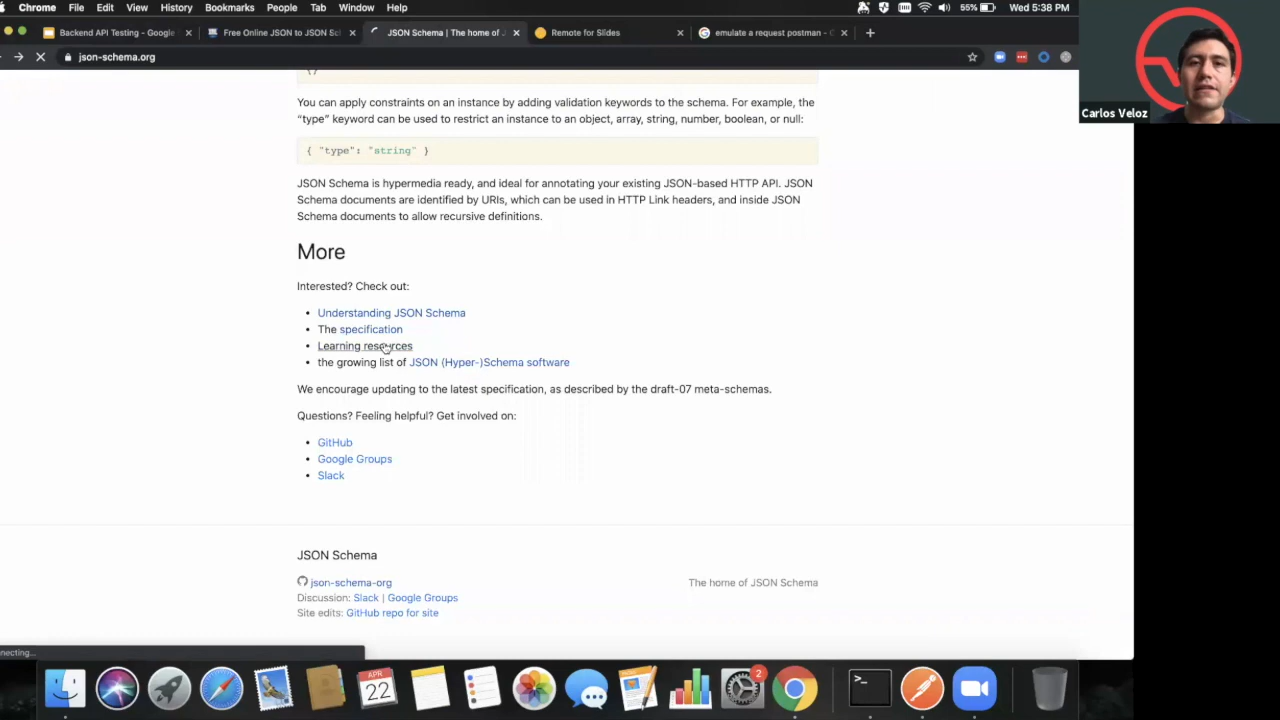 Chrome File Edit View History Bookmarks People Tab Window Help
55% Wed 5:38 PM
Backend API Testing - Google
Free Online JSON to JSON Sc
JSON Schema | The home of J
Remote for Slides
emulate a request postman - G
json-schema.org
{}
You can apply constraints on an instance by adding validation keywords to the schema. For example, the
“type” keyword can be used to restrict an instance to an object, array, string, number, boolean, or null:
{ "type": "string" }
JSON Schema is hypermedia ready, and ideal for annotating your existing JSON-based HTTP API. JSON
Schema documents are identified by URIs, which can be used in HTTP Link headers, and inside JSON
Schema documents to allow recursive definitions.
More
Interested? Check out:
• Understanding JSON Schema
• The specification
• Learning resources
• the growing list of JSON (Hyper-)Schema software
We encourage updating to the latest specification, as described by the draft-07 meta-schemas.
Questions? Feeling helpful? Get involved on:
• GitHub
• Google Groups
• Slack
JSON Schema
json-schema-org
The home of JSON Schema
Discussion: Slack | Google Groups
Site edits: GitHub repo for site
necting...
Carlos Veloz
APR
22
2
>_